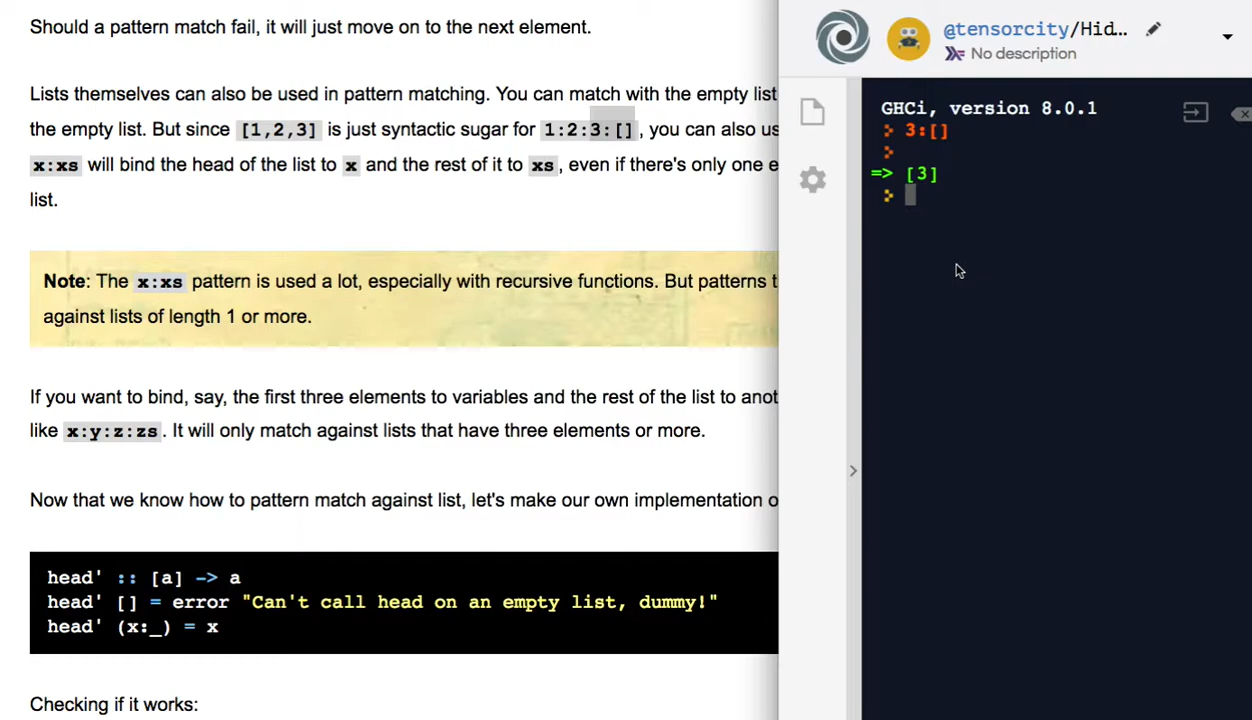 Should a pattern match fail, it will just move on to the next element.
Lists themselves can also be used in pattern matching. You can match with the empty list
the empty list. But since [1,2,3] is just syntactic sugar for 1:2:3:[], you can also us
x:xs will bind the head of the list to x and the rest of it to xs, even if there's only one e
list.
Note: The x:xs pattern is used a lot, especially with recursive functions. But patterns t
against lists of length 1 or more.
If you want to bind, say, the first three elements to variables and the rest of the list to anot
like x:y:z:zs. It will only match against lists that have three elements or more.
Now that we know how to pattern match against list, let's make our own implementation o
head' :: [a] -> a
head' [] = error "Can't call head on an empty list, dummy!"
head' (x:_) = x
Checking if it works:
@tensorcity/Hid...
No description
GHCi, version 8.0.1
> 3:[]
>
=> [3]
>